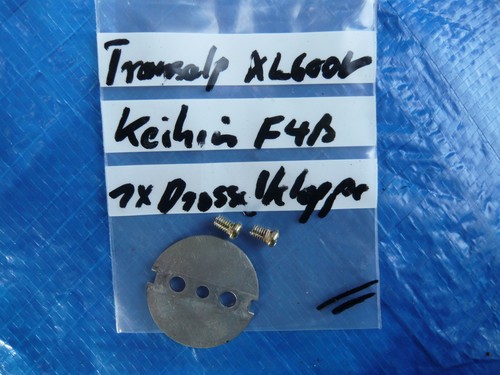 Transalp XL600V
Keihin F4B
1x Drosselklappe